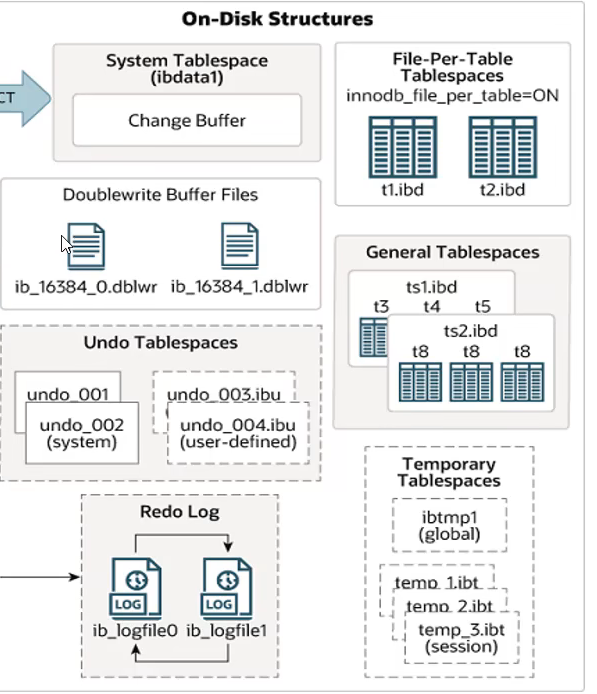 On-Disk Structures
CT
System Tablespace
(ibdata1)
Change Buffer
File-Per-Table
Tablespaces
innodb_file_per_table=ON
t1.ibd t2.ibd
Doublewrite Buffer Files
ib_16384_0.dblwr ib_16384_1.dblwr
General Tablespaces
ts1.ibd
t3 t4 t5
ts2.ibd
t8 t8 t8
Undo Tablespaces
undo_001
undo_002
(system)
undo_003.ibu
undo_004.ibu
(user-defined)
Redo Log
LOG LOG
ib_logfile0 ib_logfile1
Temporary
Tablespaces
ibtmp1
(global)
temp_1.ibt
temp_2.ibt
temp_3.ibt
(session)